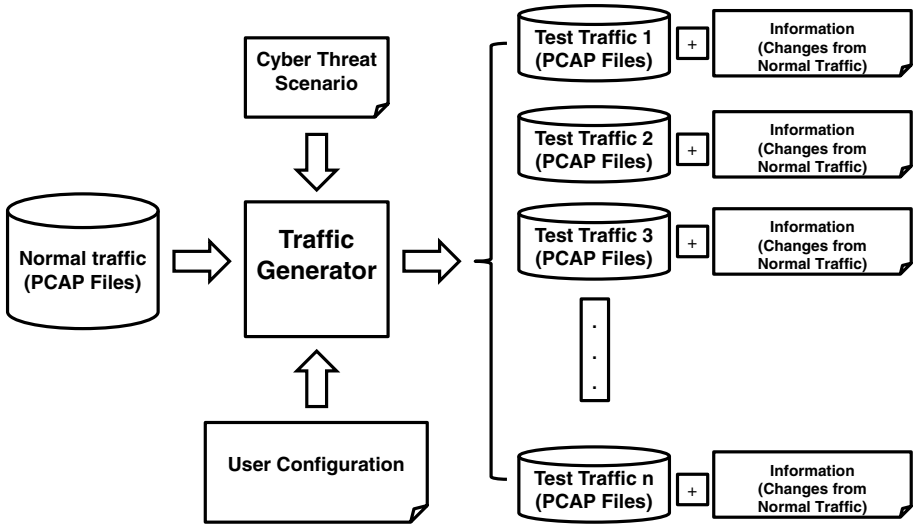 Cyber Threat
Scenario
Normal traffic
(PCAP Files)
Traffic
Generator
User Configuration
Test Traffic 1
(PCAP Files)
+
Information
(Changes from
Normal Traffic)
Test Traffic 2
(PCAP Files)
+
Information
(Changes from
Normal Traffic)
Test Traffic 3
(PCAP Files)
+
Information
(Changes from
Normal Traffic)
.
.
.
Test Traffic n
(PCAP Files)
+
Information
(Changes from
Normal Traffic)